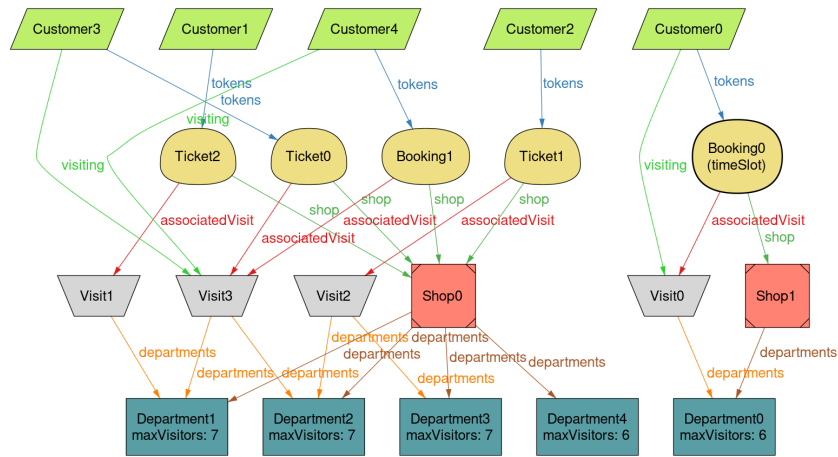 Customer3
Customer1
Customer4
Customer2
Customer0
tokens
tokens
tokens
tokens
tokens
visiting
visiting
visiting
Ticket2
Ticket0
Booking1
Ticket1
Booking0
(timeSlot)
shop
shop
shop
shop
shop
associatedVisit
associatedVisit
associatedVisit
associatedVisit
associatedVisit
Visit1
Visit3
Visit2
Shop0
Visit0
Shop1
departments
departments
departments
departments
departments
departments
departments
departments
departments
departments
departments
Department1
maxVisitors: 7
Department2
maxVisitors: 7
Department3
maxVisitors: 7
Department4
maxVisitors: 6
Department0
maxVisitors: 6